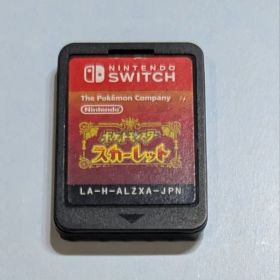 NINTENDO
SWITCH
The Pokémon Company
Nintendo
ポケットモンスター
スカーレット
LA-H-ALZXA-JPN